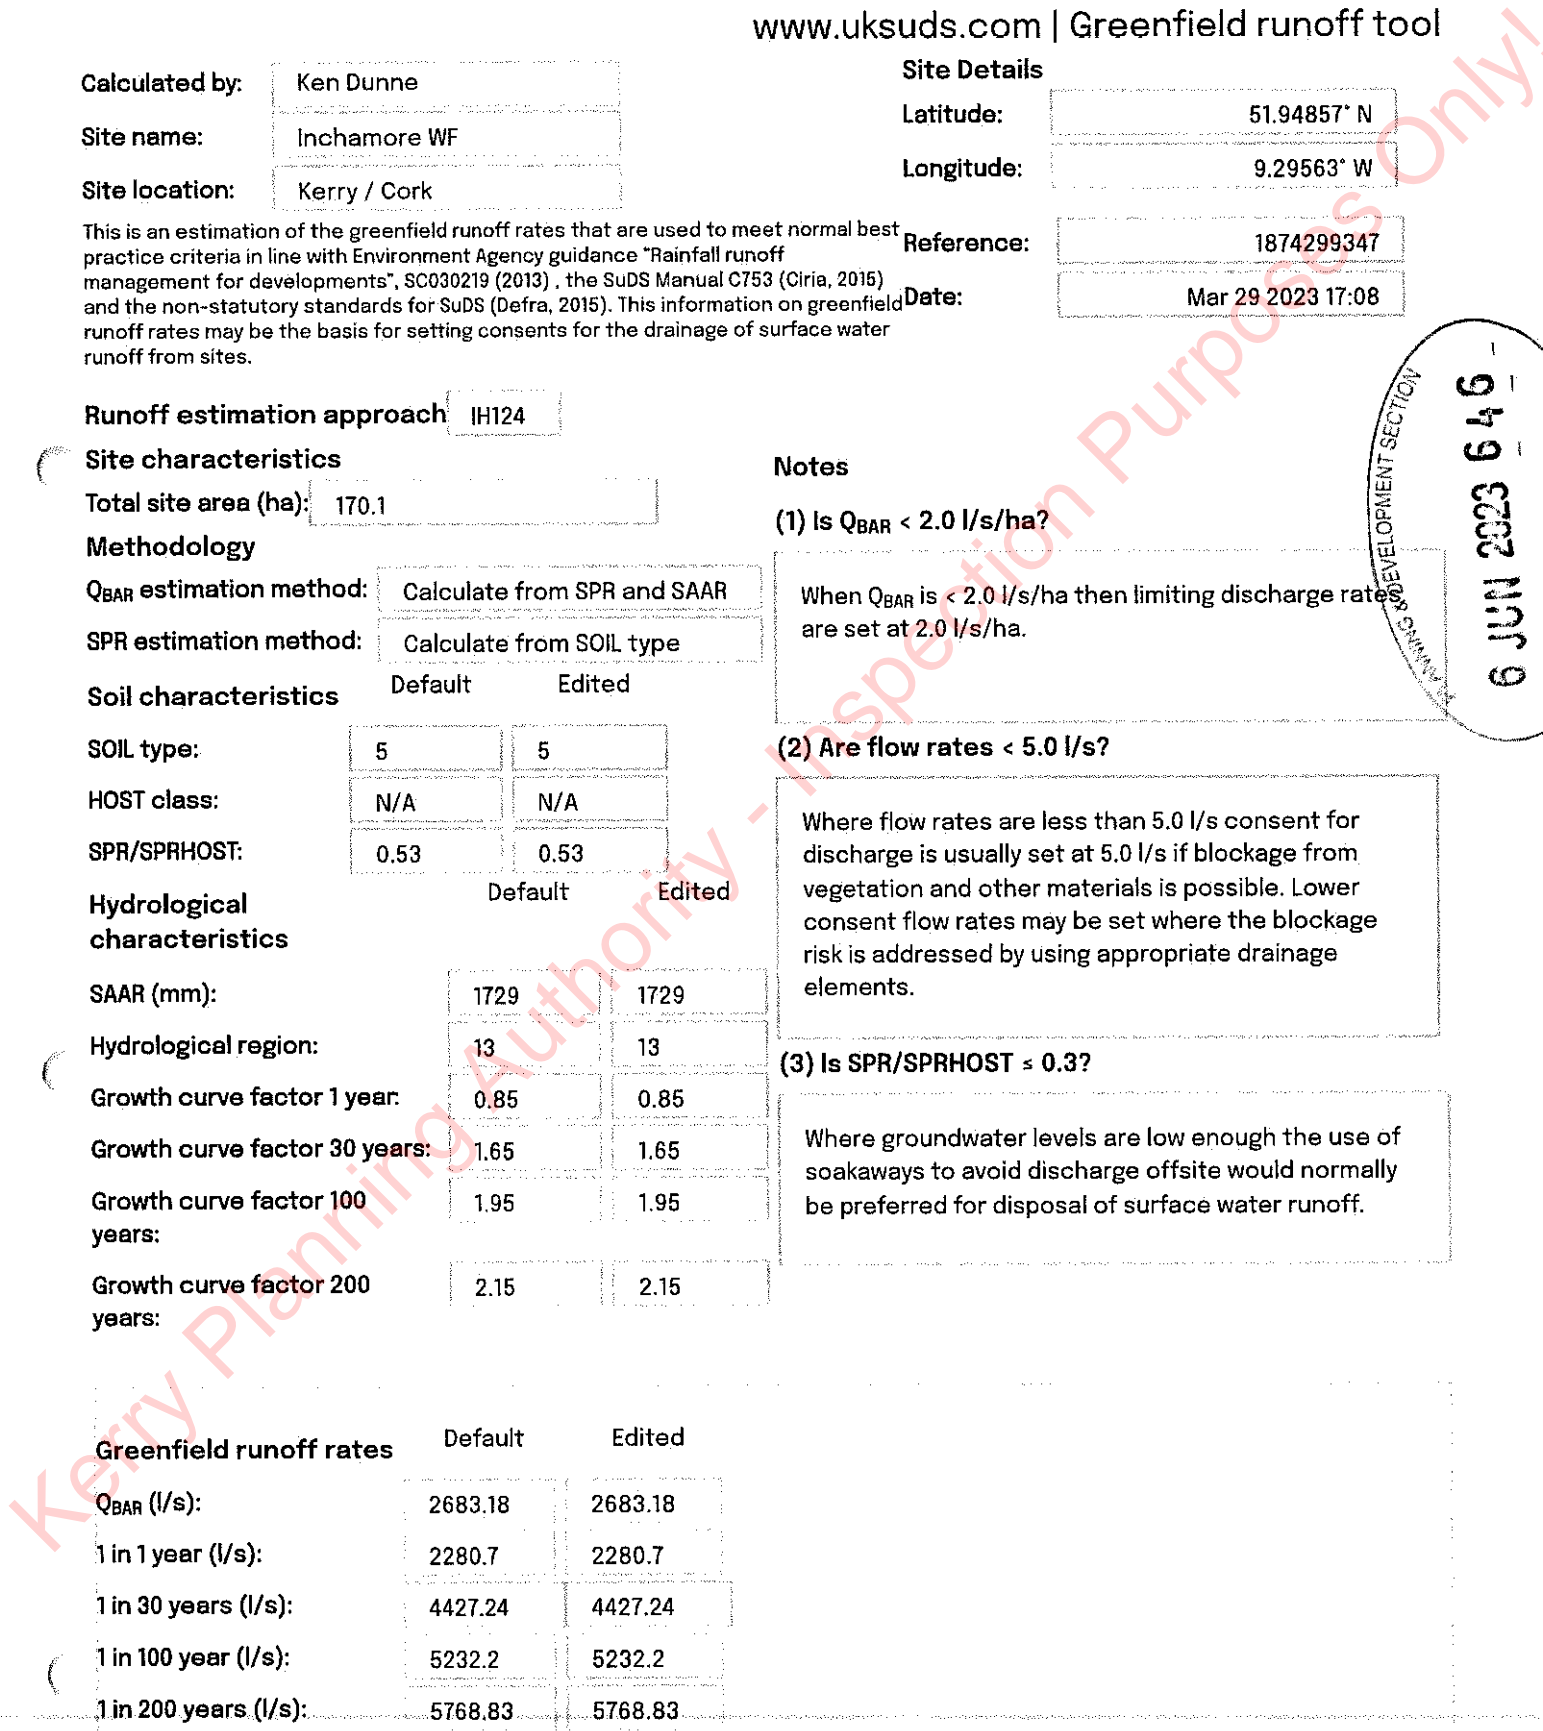 www.uksuds.com | Greenfield runoff tool
Calculated by: Ken Dunne
Site name: Inchamore WF
Site location: Kerry / Cork
Site Details
Latitude: 51.94857° N
Longitude: 9.29563° W
This is an estimation of the greenfield runoff rates that are used to meet normal best
practice criteria in line with Environment Agency guidance "Rainfall runoff
management for developments", SC030219 (2013) , the SuDS Manual C753 (Ciria, 2015)
and the non-statutory standards for SuDS (Defra, 2015). This information on greenfield
runoff rates may be the basis for setting consents for the drainage of surface water
runoff from sites.
Reference: 1874299347
Date: Mar 29 2023 17:08
PLANNING & DEVELOPMENT SECTION
6 JUN 2023 646
Runoff estimation approach IH124
Site characteristics
Total site area (ha): 170.1
Methodology
QBAR estimation method: Calculate from SPR and SAAR
SPR estimation method: Calculate from SOIL type
Soil characteristics Default Edited
SOIL type: 5 5
HOST class: N/A N/A
SPR/SPRHOST: 0.53 0.53
Hydrological
characteristics Default Edited
SAAR (mm): 1729 1729
Hydrological region: 13 13
Growth curve factor 1 year: 0.85 0.85
Growth curve factor 30 years: 1.65 1.65
Growth curve factor 100
years: 1.95 1.95
Growth curve factor 200
years: 2.15 2.15
Notes
(1) Is QBAR < 2.0 l/s/ha?
When QBAR is < 2.0 l/s/ha then limiting discharge rates
are set at 2.0 l/s/ha.
(2) Are flow rates < 5.0 l/s?
Where flow rates are less than 5.0 l/s consent for
discharge is usually set at 5.0 l/s if blockage from
vegetation and other materials is possible. Lower
consent flow rates may be set where the blockage
risk is addressed by using appropriate drainage
elements.
(3) Is SPR/SPRHOST ≤ 0.3?
Where groundwater levels are low enough the use of
soakaways to avoid discharge offsite would normally
be preferred for disposal of surface water runoff.
Greenfield runoff rates Default Edited
QBAR (l/s): 2683.18 2683.18
1 in 1 year (l/s): 2280.7 2280.7
1 in 30 years (l/s): 4427.24 4427.24
1 in 100 year (l/s): 5232.2 5232.2
1 in 200 years (l/s): 5768.83 5768.83
Kerry Planning Authority - Inspection Purposes Only!